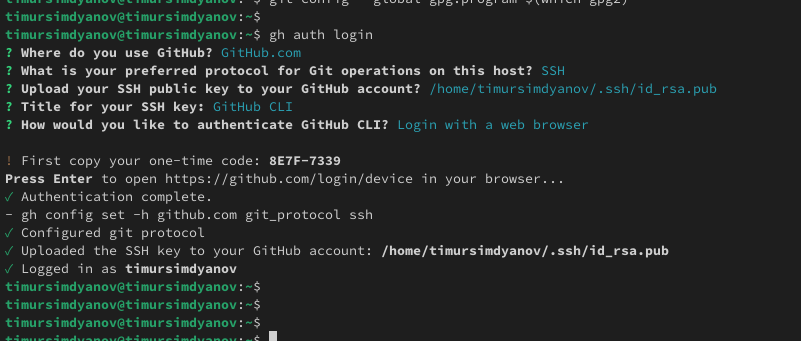 timursimdyanov@timursimdyanov:~$ git config --global gpg.program $(which gpg2)
timursimdyanov@timursimdyanov:~$
timursimdyanov@timursimdyanov:~$ gh auth login
? Where do you use GitHub? GitHub.com
? What is your preferred protocol for Git operations on this host? SSH
? Upload your SSH public key to your GitHub account? /home/timursimdyanov/.ssh/id_rsa.pub
? Title for your SSH key: GitHub CLI
? How would you like to authenticate GitHub CLI? Login with a web browser
! First copy your one-time code: 8E7F-7339
Press Enter to open https://github.com/login/device in your browser...
✓ Authentication complete.
- gh config set -h github.com git_protocol ssh
✓ Configured git protocol
✓ Uploaded the SSH key to your GitHub account: /home/timursimdyanov/.ssh/id_rsa.pub
✓ Logged in as timursimdyanov
timursimdyanov@timursimdyanov:~$
timursimdyanov@timursimdyanov:~$
timursimdyanov@timursimdyanov:~$
timursimdyanov@timursimdyanov:~$